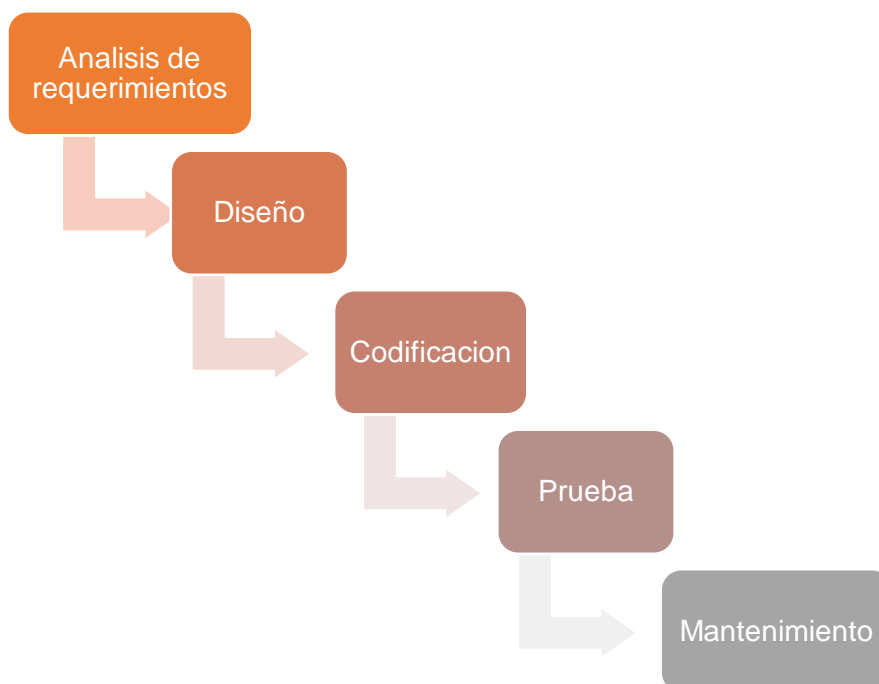 Analisis de
requerimientos
Diseño
Codificacion
Prueba
Mantenimiento